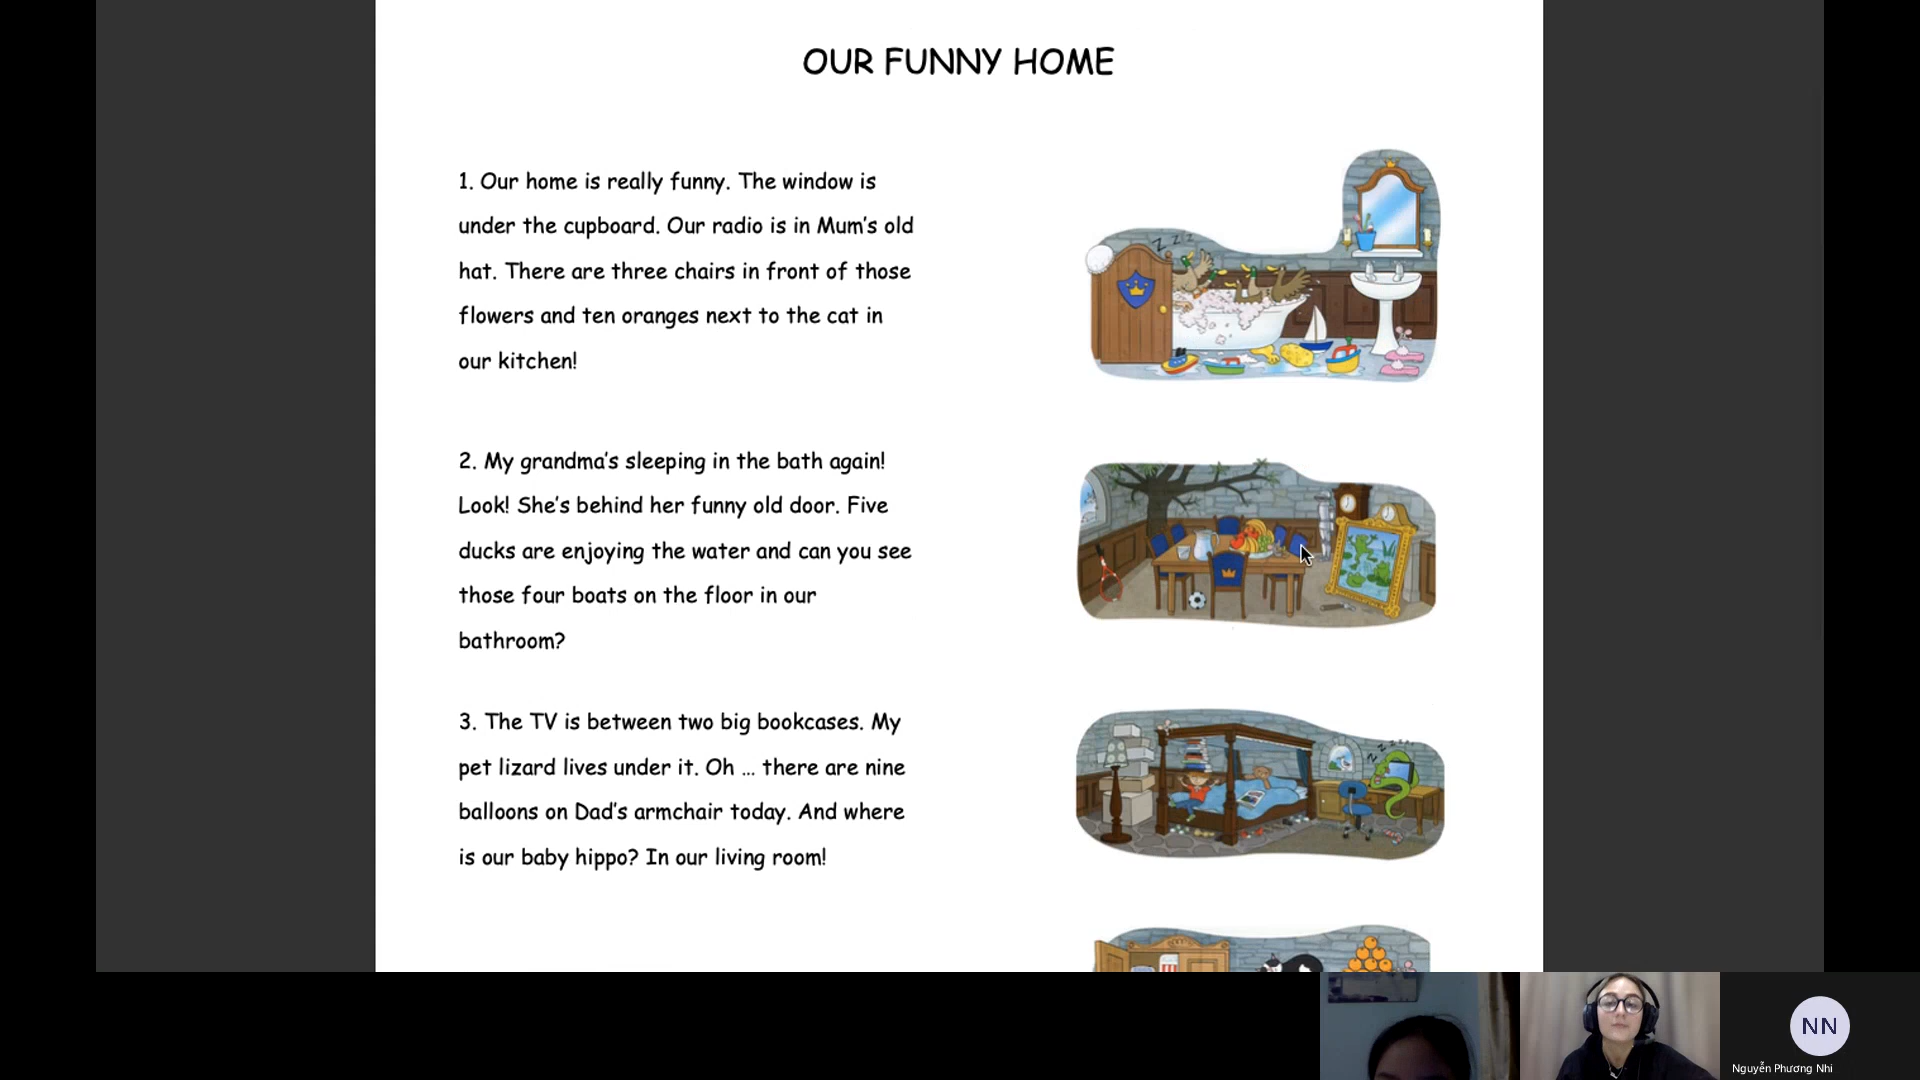 OUR FUNNY HOME
1. Our home is really funny. The window is
under the cupboard. Our radio is in Mum's old
hat. There are three chairs in front of those
flowers and ten oranges next to the cat in
our kitchen!
2. My grandma's sleeping in the bath again!
Look! She's behind her funny old door. Five
ducks are enjoying the water and can you see
those four boats on the floor in our
bathroom?
3. The TV is between two big bookcases. My
pet lizard lives under it. Oh … there are nine
balloons on Dad's armchair today. And where
is our baby hippo? In our living room!
z z z
z z z z z
NN
Nguyễn Phương Nhi